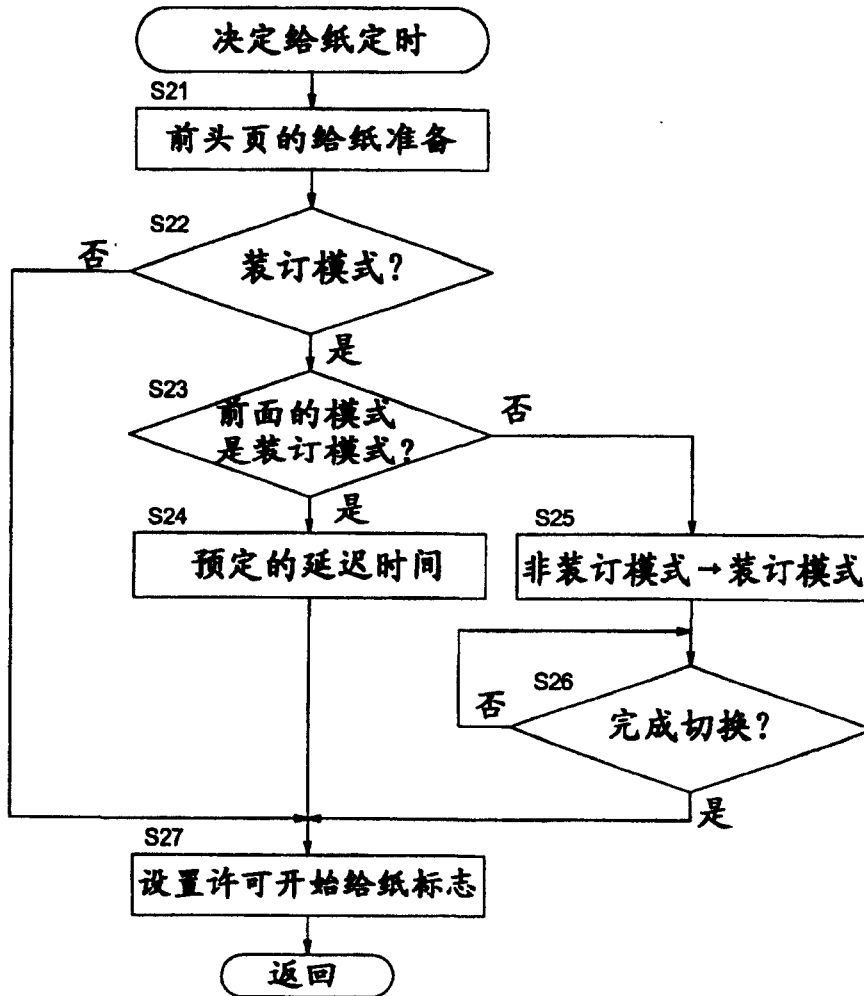 决定给纸定时
S21
前头页的给纸准备
S22
否
装订模式？
是
S23
前面的模式
是装订模式？
否
是
S24
预定的延迟时间
S25
非装订模式→装订模式
S26
否
完成切换？
是
S27
设置许可开始给纸标志
返回